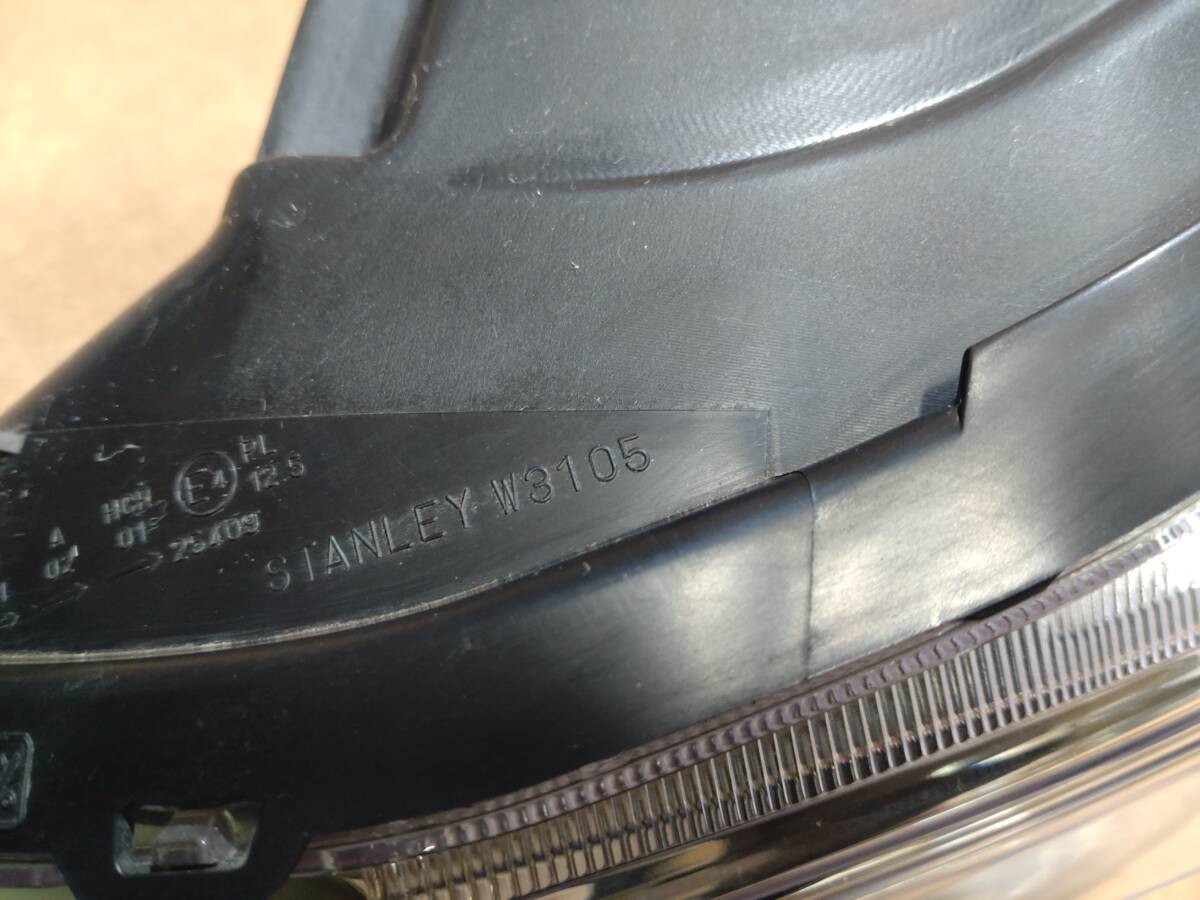 HCR E4 PL
01 12.5
A → 25409
02
STANLEY W3105